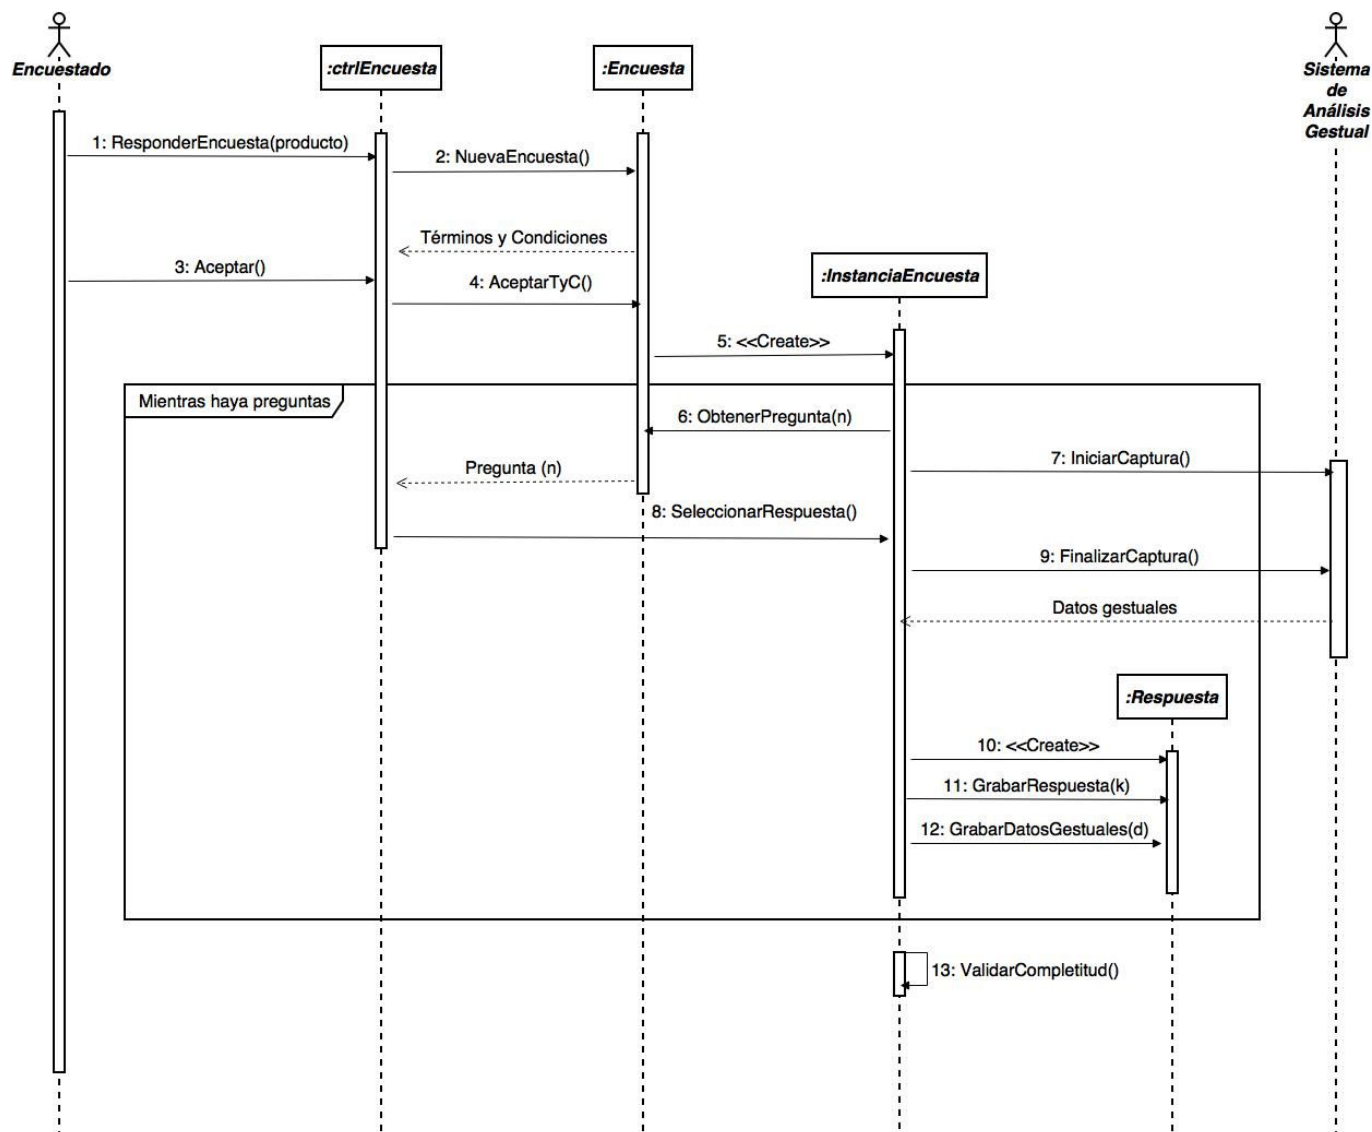 Encuestado
:ctrlEncuesta
:Encuesta
Sistema
de
Análisis
Gestual
1: ResponderEncuesta(producto)
2: NuevaEncuesta()
Términos y Condiciones
3: Aceptar()
4: AceptarTyC()
:InstanciaEncuesta
5: <<Create>>
Mientras haya preguntas
6: ObtenerPregunta(n)
7: IniciarCaptura()
Pregunta (n)
8: SeleccionarRespuesta()
9: FinalizarCaptura()
Datos gestuales
:Respuesta
10: <<Create>>
11: GrabarRespuesta(k)
12: GrabarDatosGestuales(d)
13: ValidarCompletitud()